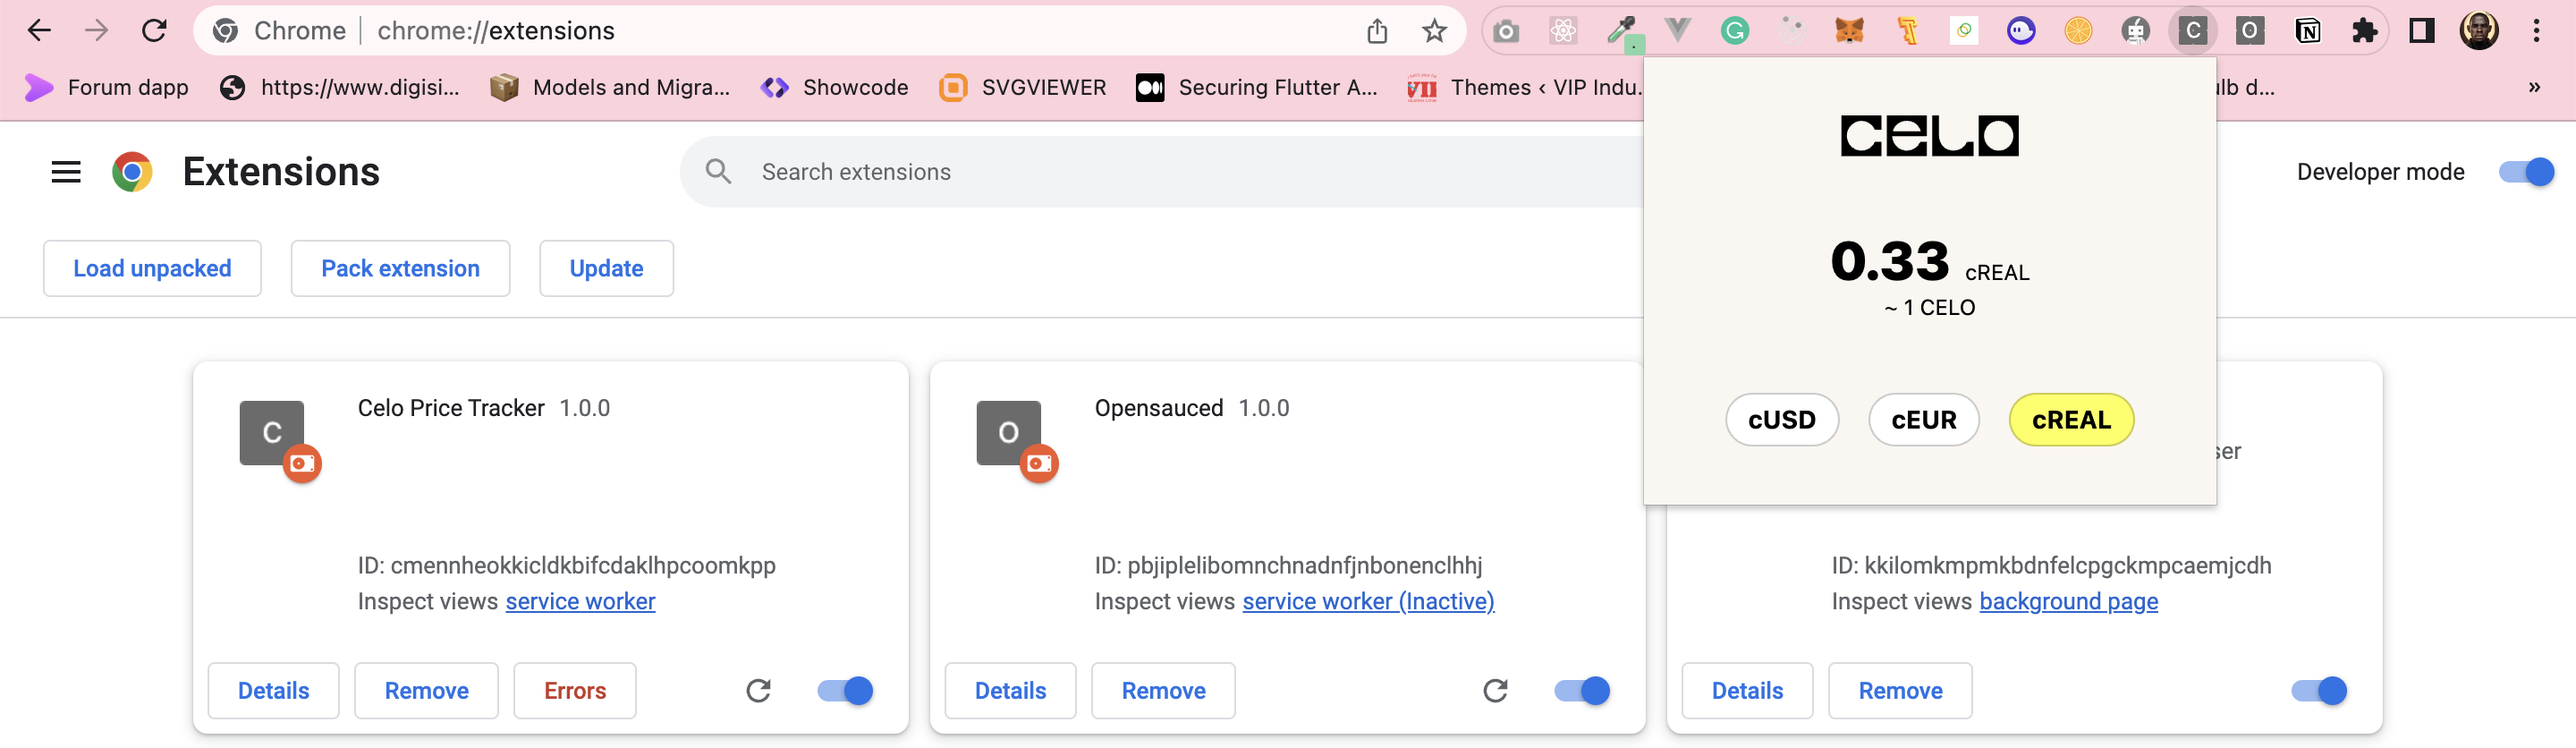 Chrome | chrome://extensions
Forum dapp https://www.digisi... Models and Migra... Showcode SVGVIEWER Securing Flutter A... Themes ‹ VIP Indu. ulb d... »
celo
Extensions Search extensions Developer mode
Load unpacked Pack extension Update
0.33 cREAL
~ 1 CELO
cUSD cEUR cREAL
C Celo Price Tracker 1.0.0
ID: cmennheokkicldkbifcdaklhpcoomkpp
Inspect views service worker
Details Remove Errors
O Opensauced 1.0.0
ID: pbjiplelibomnchnadnfjnbonenclhhj
Inspect views service worker (Inactive)
Details Remove
ser
ID: kkilomkmpmkbdnfelcpgckmpcaemjcdh
Inspect views background page
Details Remove